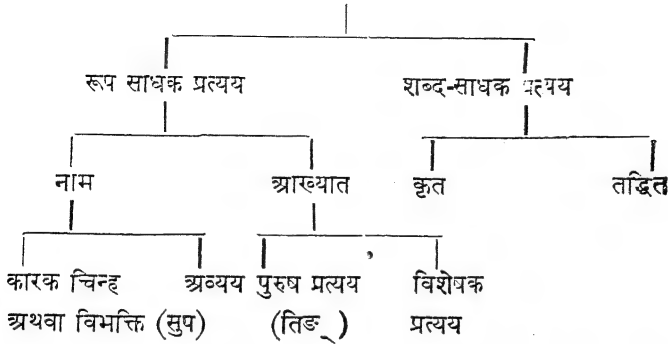 रूप साधक प्रत्यय शब्द-साधक प्रत्यय
नाम आख्यात कृत तद्धित
कारक चिन्ह अव्यय पुरुष प्रत्यय विशेषक
अथवा विभक्ति (सुप) (तिङ्) प्रत्यय